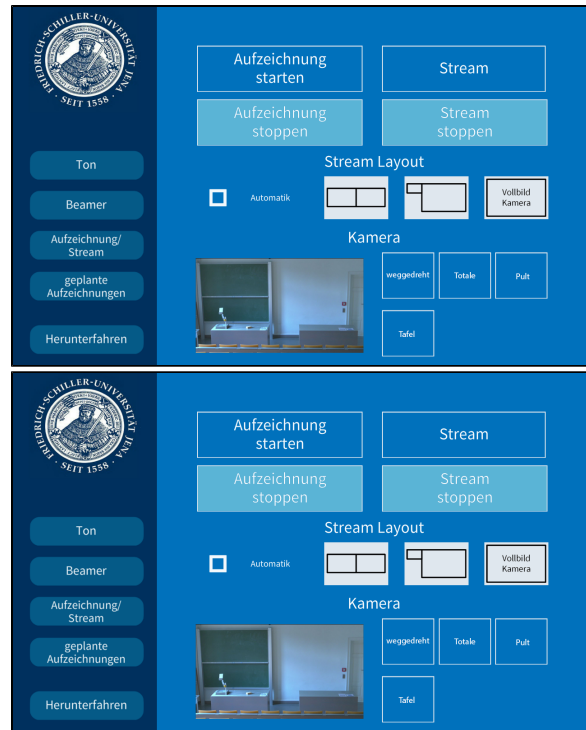 FRIEDRICH-SCHILLER-UNIVERSITÄT JENA
· SEIT 1558 ·
Ton
Beamer
Aufzeichnung/
Stream
geplante
Aufzeichnungen
Herunterfahren
Aufzeichnung
starten
Stream
Aufzeichnung
stoppen
Stream
stoppen
Stream Layout
Automatik
Vollbild
Kamera
Kamera
weggedreht
Totale
Pult
Tafel
FRIEDRICH-SCHILLER-UNIVERSITÄT JENA
· SEIT 1558 ·
Ton
Beamer
Aufzeichnung/
Stream
geplante
Aufzeichnungen
Herunterfahren
Aufzeichnung
starten
Stream
Aufzeichnung
stoppen
Stream
stoppen
Stream Layout
Automatik
Vollbild
Kamera
Kamera
weggedreht
Totale
Pult
Tafel